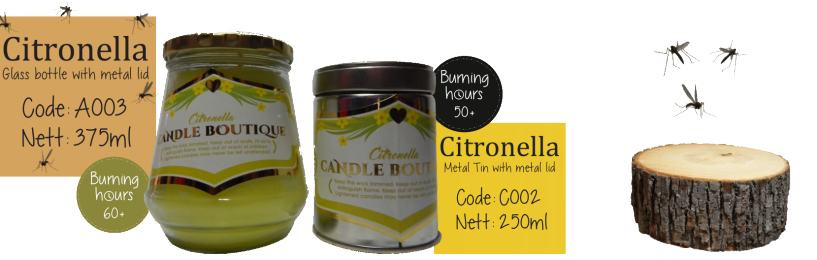 Citronella
Glass bottle with metal lid
Code: A003
Nett: 375ml
Burning
hours
60+
Citronella
ANDLE BOUTIQUE
Burning
hours
50+
Citronella
CANDLE BOUT
Citronella
Metal Tin with metal lid
Code: C002
Nett: 250ml